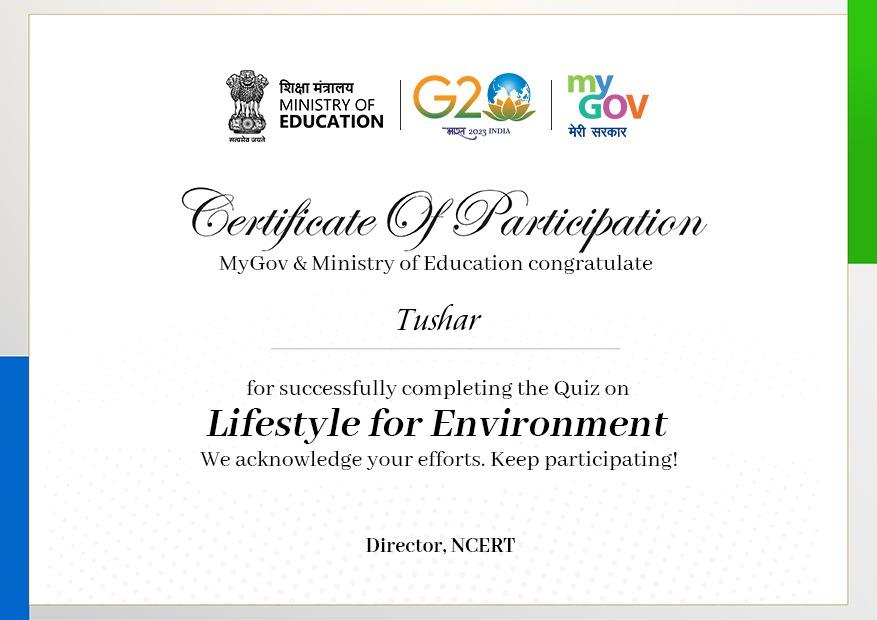 शिक्षा मंत्रालय
MINISTRY OF
EDUCATION
सत्यमेव जयते
G20
भारत 2023 INDIA
my
GOV
मेरी सरकार
Certificate Of Participation
MyGov & Ministry of Education congratulate
Tushar
for successfully completing the Quiz on
Lifestyle for Environment
We acknowledge your efforts. Keep participating!
Director, NCERT